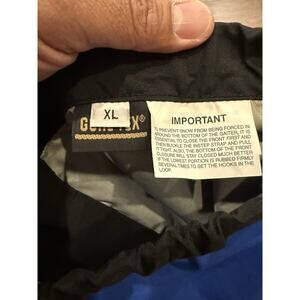 XL
GORE-TEX®
IMPORTANT
TO PREVENT SNOW FROM BEING FORCED IN
AROUND THE BOTTOM OF THE GAITER, IT IS
ESSENTIAL TO CLOSE THE FRONT FIRST AND
THEN BUCKLE THE INSTEP STRAP AND PULL
IT TIGHT. ALSO, THE BOTTOM OF THE FRONT
CLOSURE WILL STAY CLOSED MUCH BETTER
IF THE LOWEST PORTION IS RUBBED FIRMLY
SEVERAL TIMES TO SET THE HOOKS IN THE
LOOP.